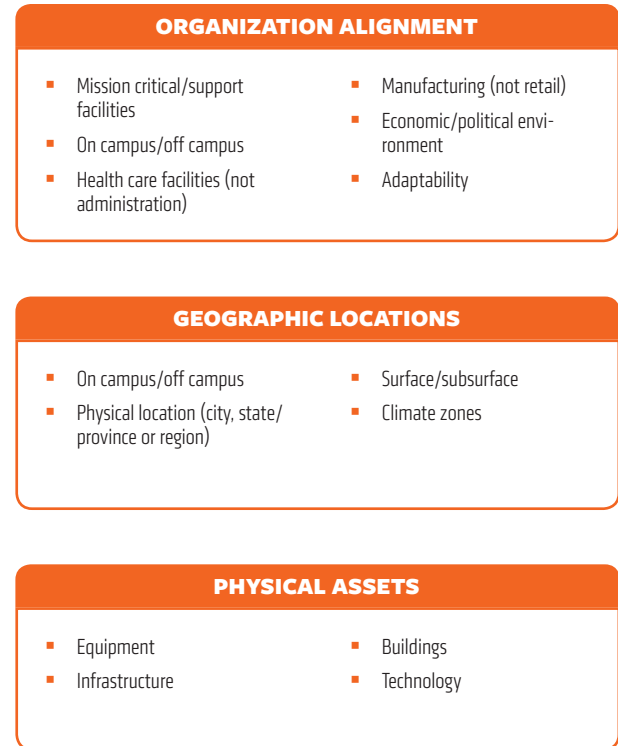 ORGANIZATION ALIGNMENT
▪ Mission critical/support
facilities
▪ On campus/off campus
▪ Health care facilities (not
administration)
▪ Manufacturing (not retail)
▪ Economic/political envi-
ronment
▪ Adaptability
GEOGRAPHIC LOCATIONS
▪ On campus/off campus
▪ Physical location (city, state/
province or region)
▪ Surface/subsurface
▪ Climate zones
PHYSICAL ASSETS
▪ Equipment
▪ Infrastructure
▪ Buildings
▪ Technology